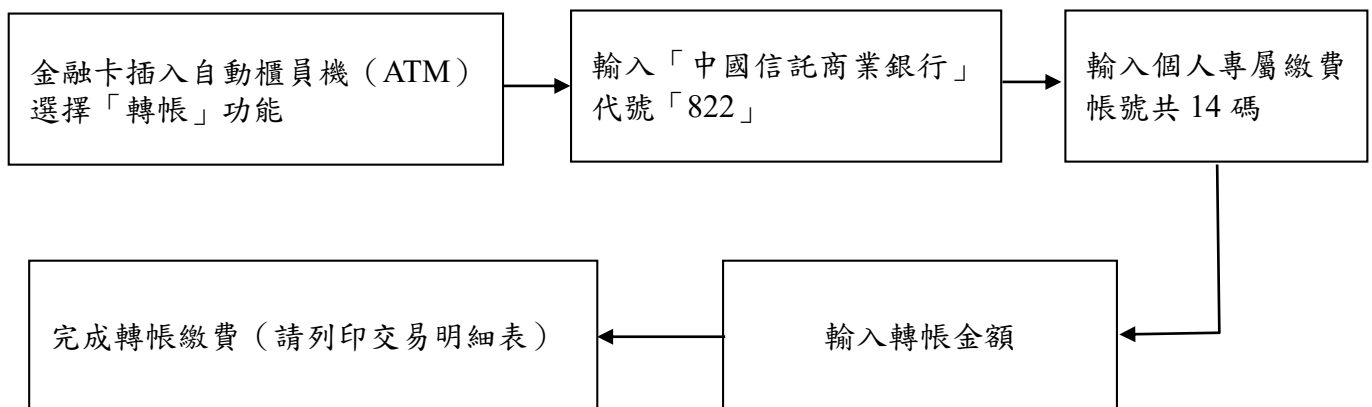 金融卡插入自動櫃員機（ATM）
選擇「轉帳」功能
輸入「中國信託商業銀行」
代號「822」
輸入個人專屬繳費
帳號共 14 碼
輸入轉帳金額
完成轉帳繳費（請列印交易明細表）